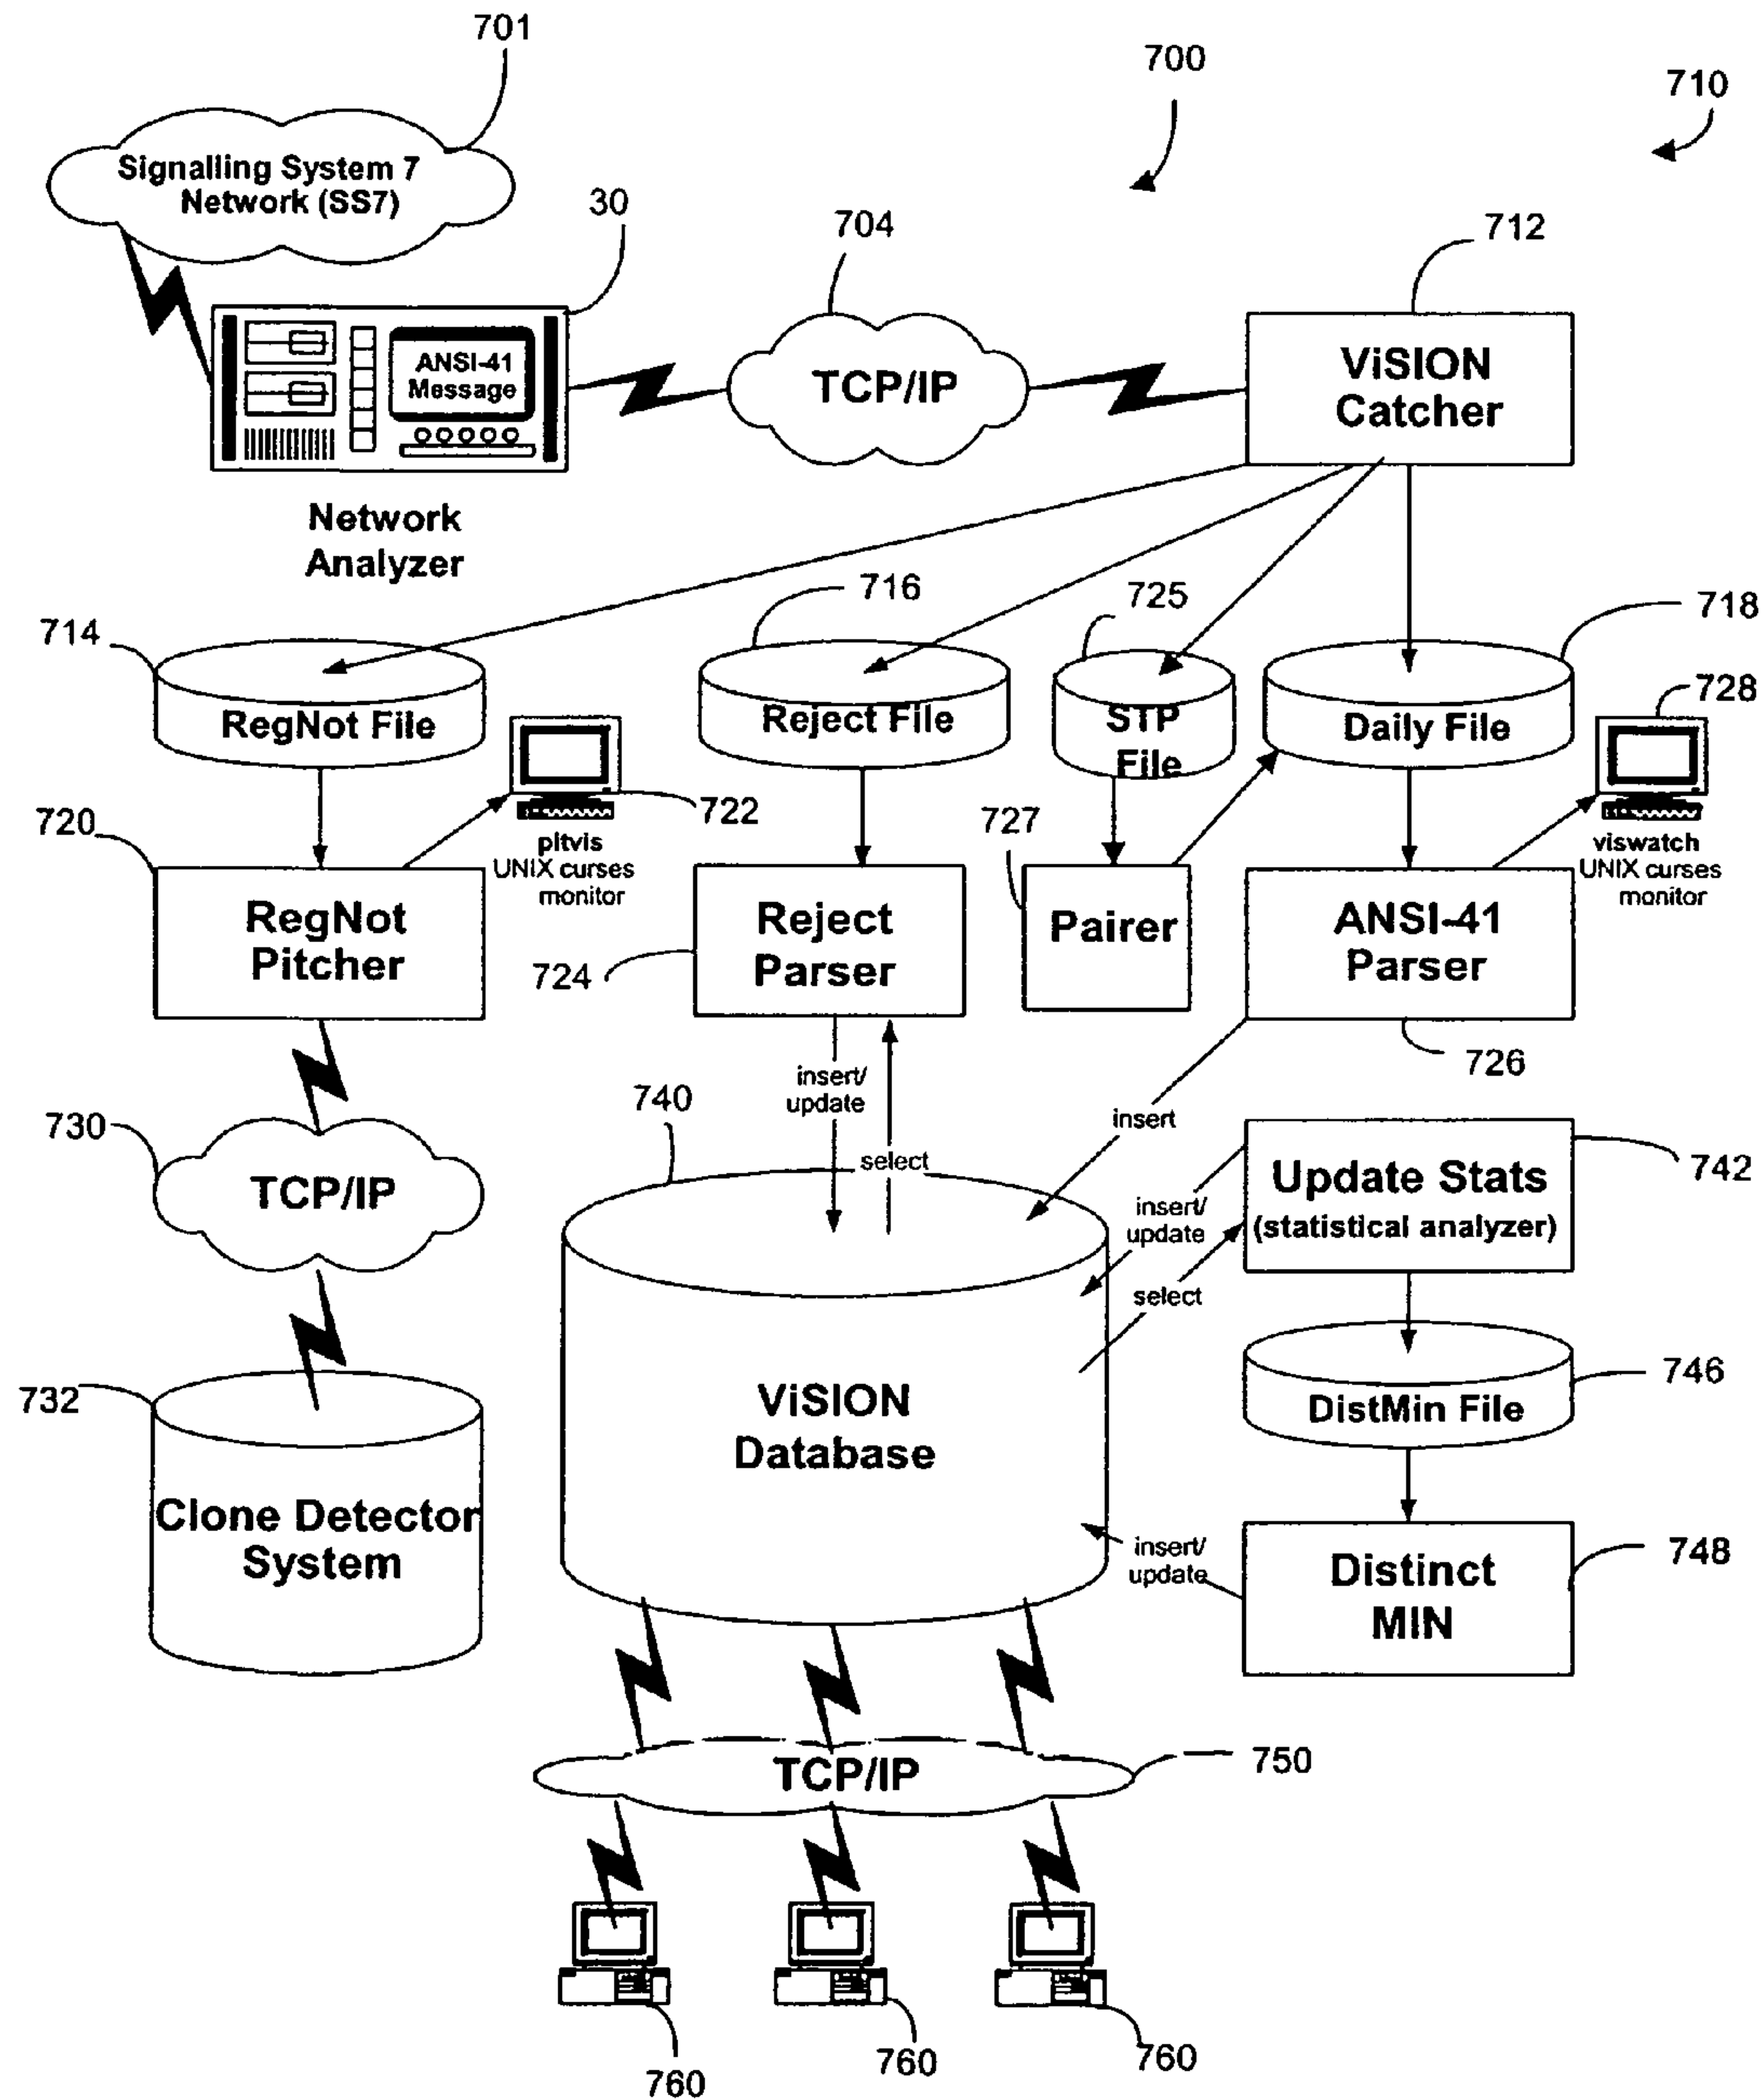 701
700
710
Signalling System 7
Network (SS7)
30
704
712
ANSI-41
Message
TCP/IP
ViSION
Catcher
Network
Analyzer
714
716
725
718
728
RegNot File
Reject File
STP
File
Daily File
720
722
727
pitvis
UNIX curses
monitor
viswatch
UNIX curses
monitor
RegNot
Pitcher
Reject
Parser
724
Pairer
ANSI-41
Parser
726
insert/
update
select
insert
730
740
742
TCP/IP
Update Stats
(statistical analyzer)
insert/
update
select
732
746
ViSION
Database
DistMin File
Clone Detector
System
insert/
update
Distinct
MIN
748
TCP/IP
750
760
760
760